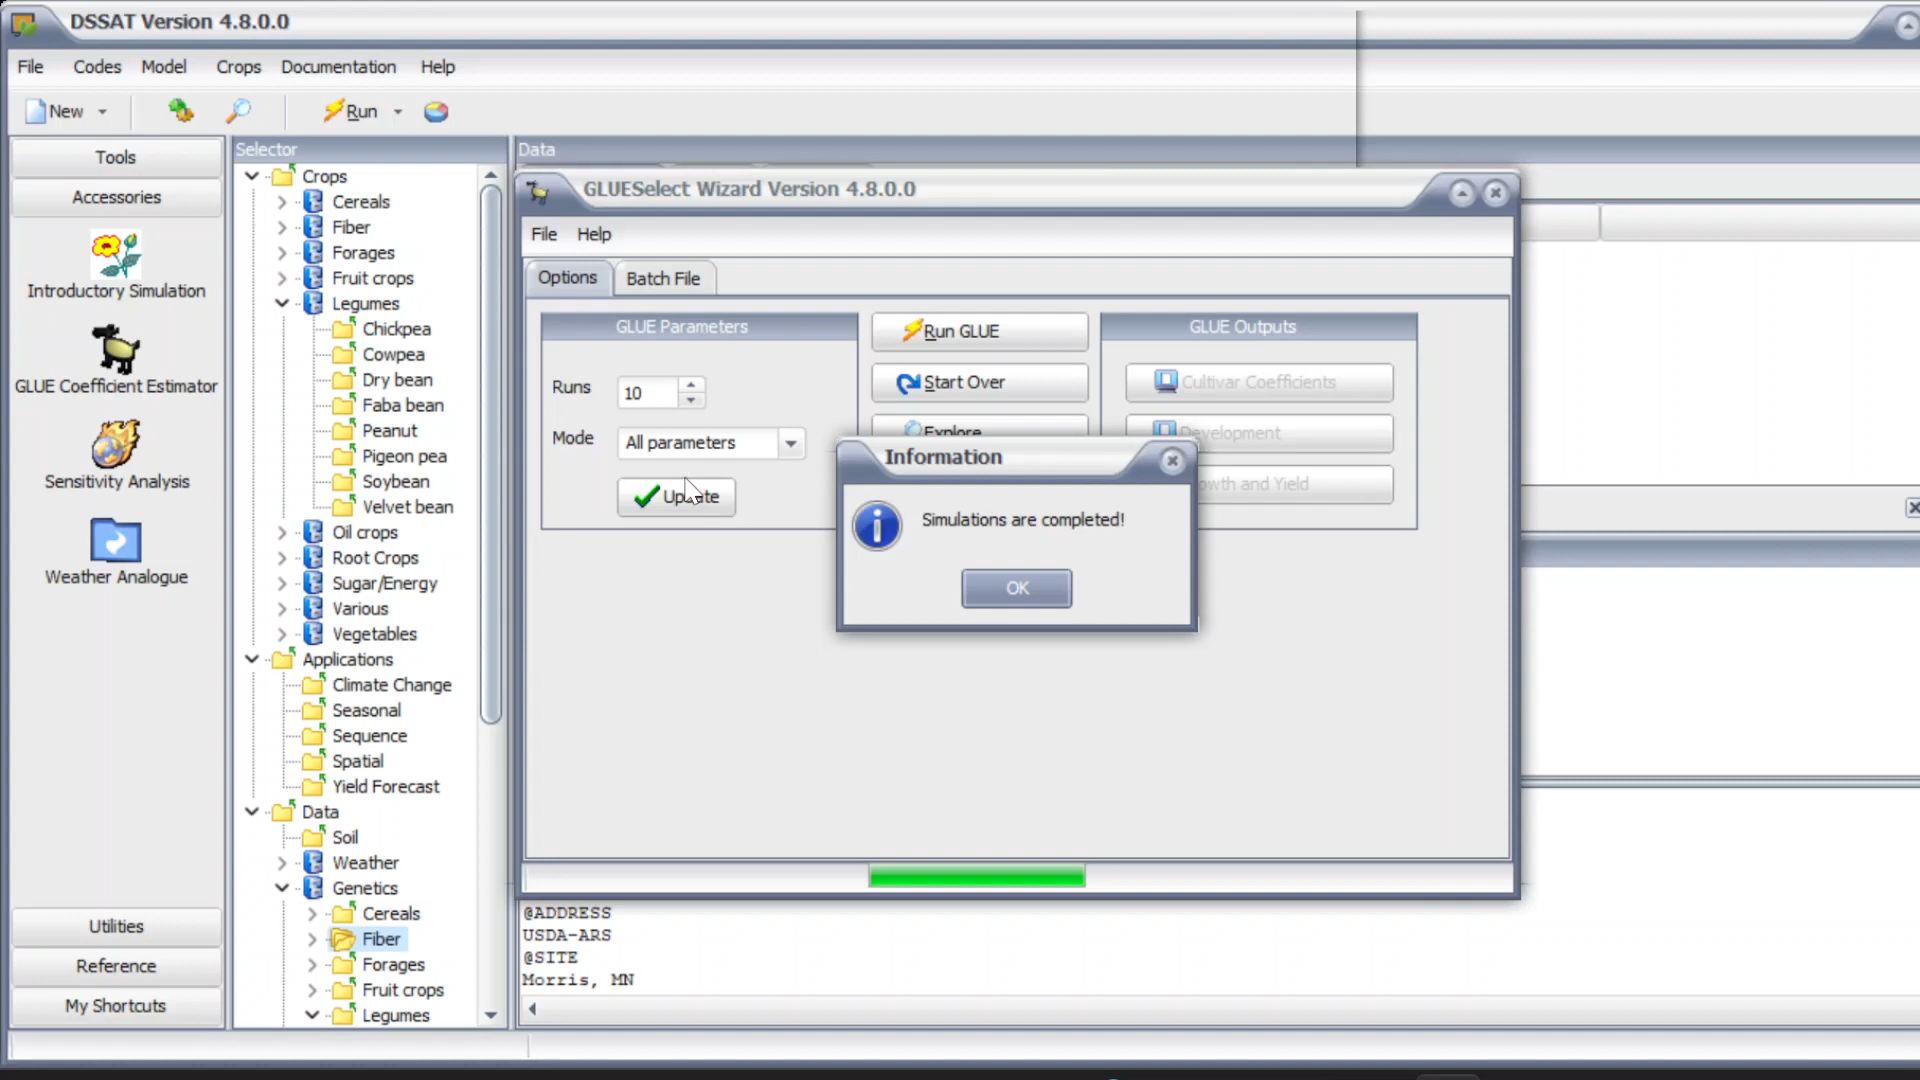 DSSAT Version 4.8.0.0
File Codes Model Crops Documentation Help
New Run
Tools
Accessories
Introductory Simulation
GLUE Coefficient Estimator
Sensitivity Analysis
Weather Analogue
Utilities
Reference
My Shortcuts
Selector
Crops
Cereals
Fiber
Forages
Fruit crops
Legumes
Chickpea
Cowpea
Dry bean
Faba bean
Peanut
Pigeon pea
Soybean
Velvet bean
Oil crops
Root Crops
Sugar/Energy
Various
Vegetables
Applications
Climate Change
Seasonal
Sequence
Spatial
Yield Forecast
Data
Soil
Weather
Genetics
Cereals
Fiber
Forages
Fruit crops
Legumes
Data
GLUESelect Wizard Version 4.8.0.0
File Help
Options Batch File
GLUE Parameters
Runs 10
Mode All parameters
Update
Run GLUE
Start Over
Explore
GLUE Outputs
Cultivar Coefficients
Development
and Yield
Information
Simulations are completed!
OK
@ADDRESS
USDA-ARS
@SITE
Morris, MN